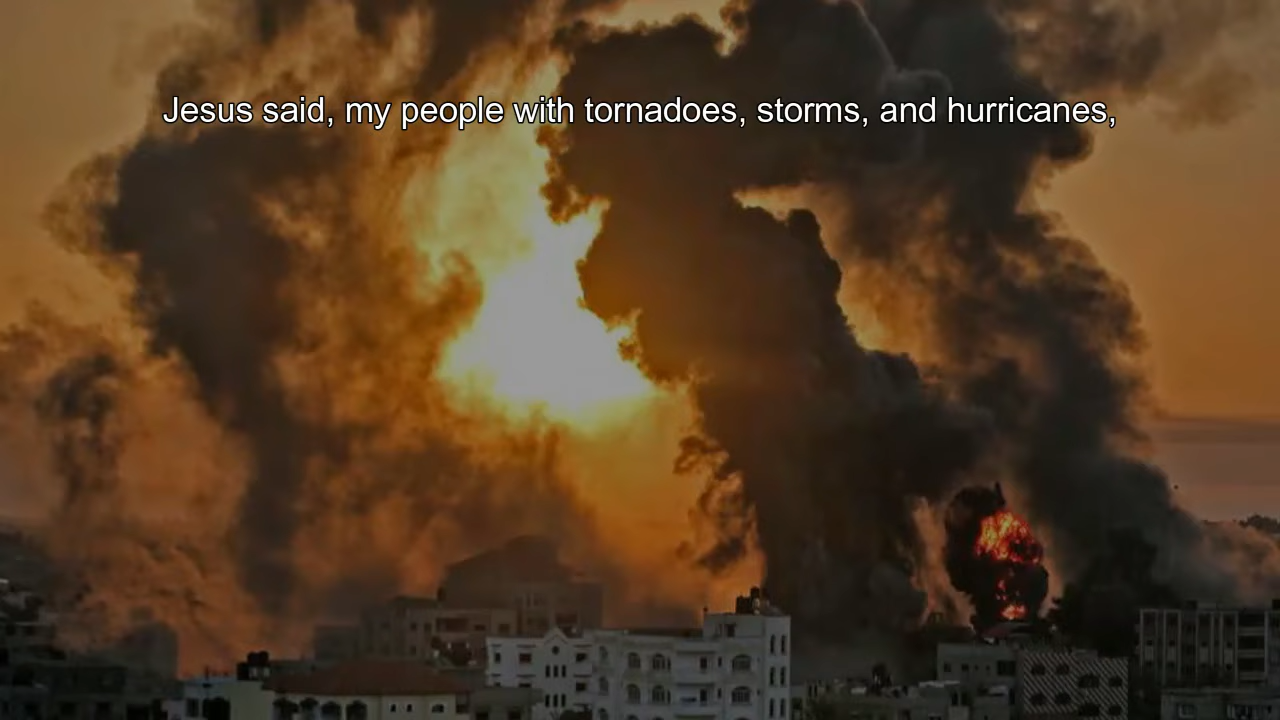 Jesus said, my people with tornadoes, storms, and hurricanes,